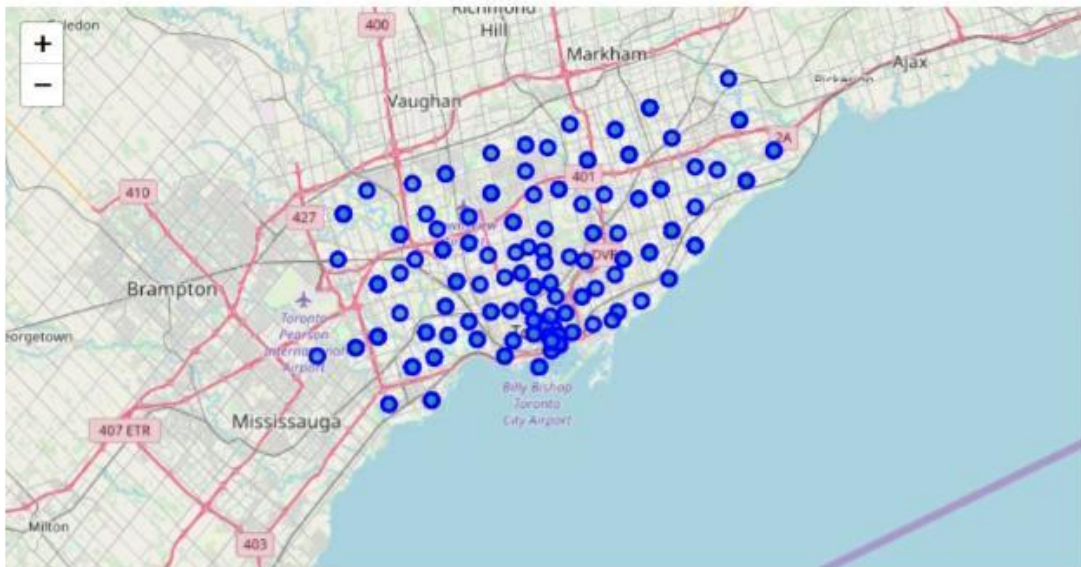 Richmond
Hill
+
−
400
Markham
Ajax
Vaughan
2A
401
410
427
Brampton
Toronto
Pearson
International
Airport
Billy Bishop
Toronto
City Airport
Mississauga
407 ETR
Milton
403